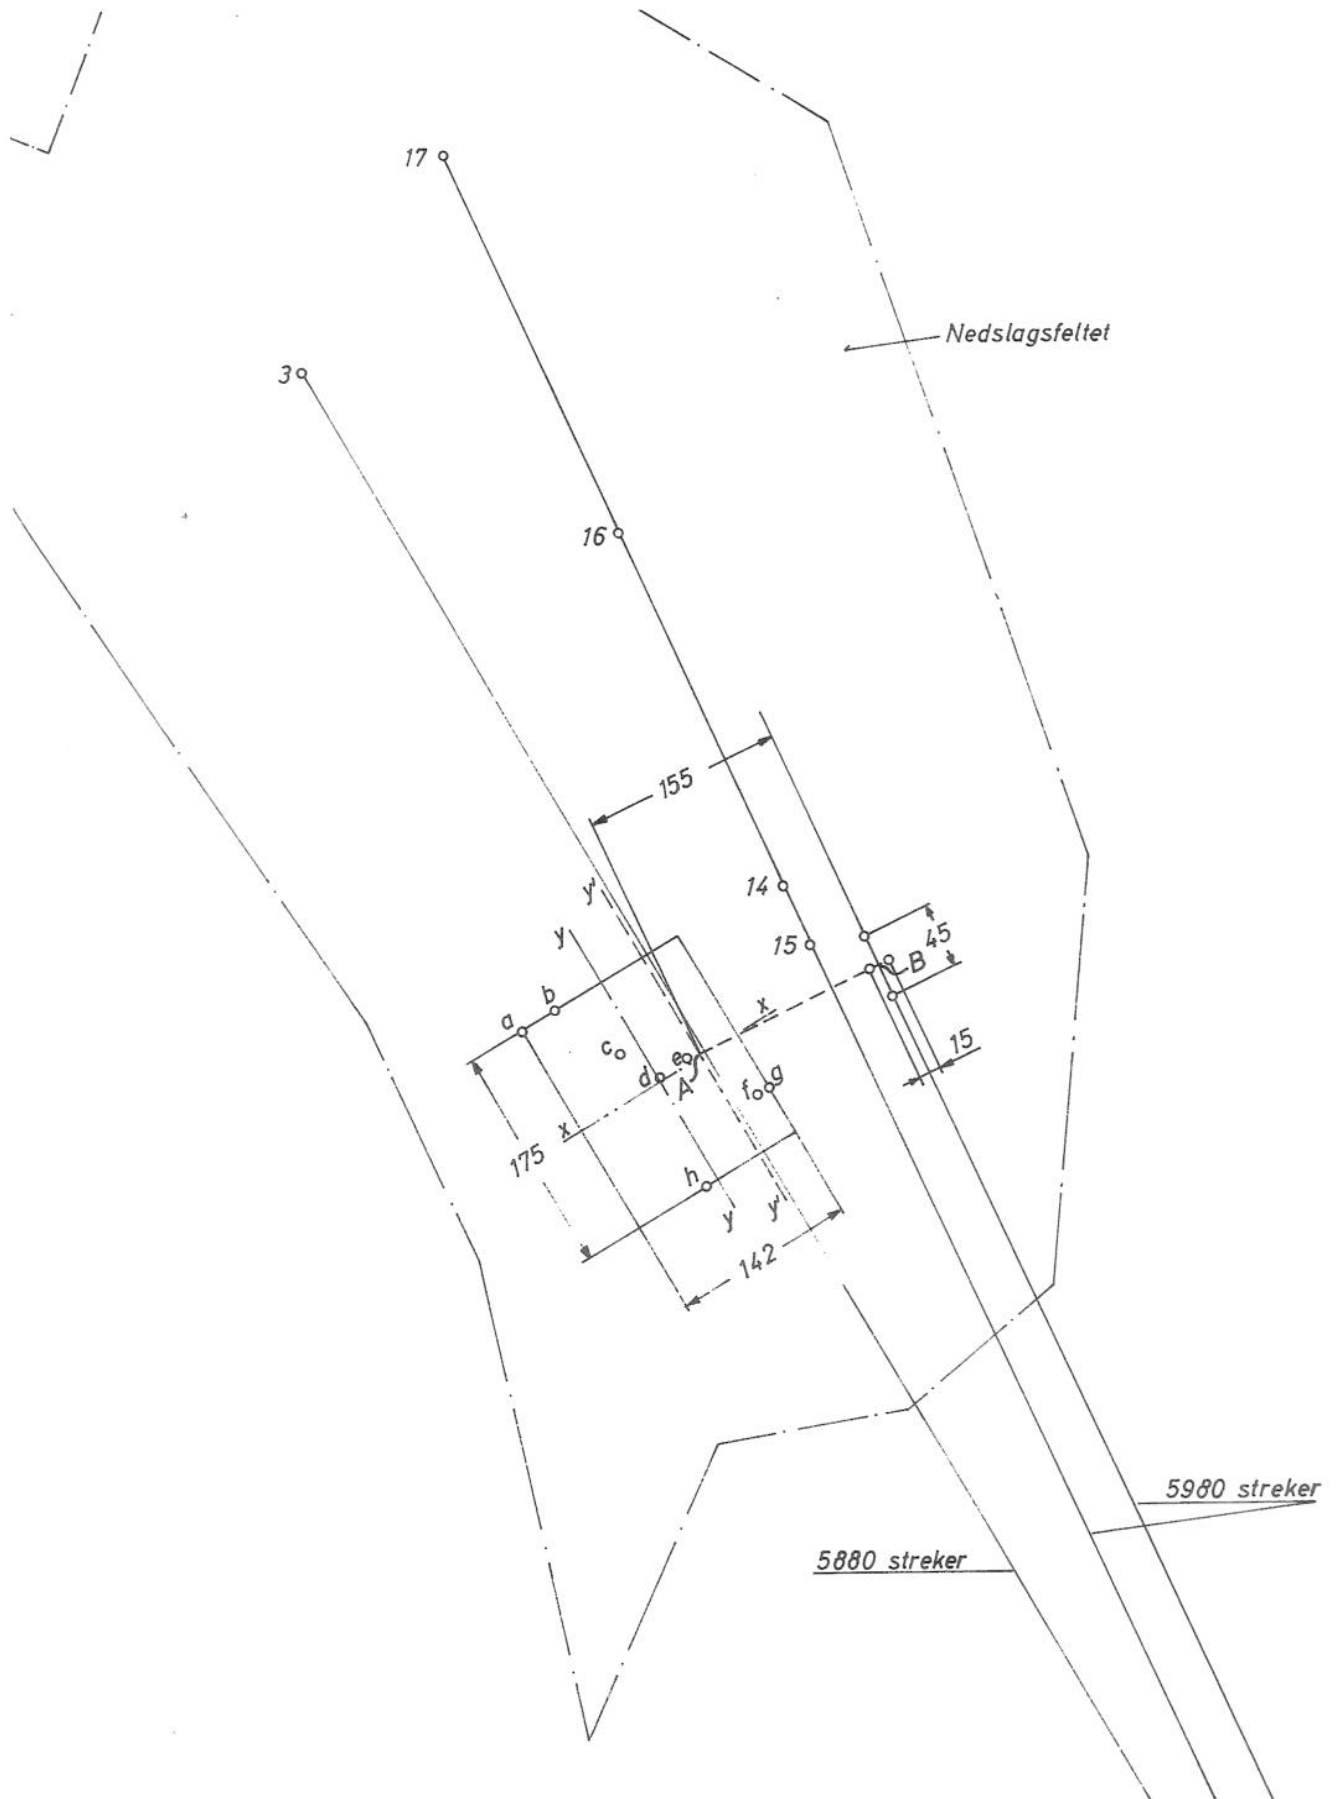 17
Nedslagsfeltet
3
16
155
14
y'
45
y
15
B
b
x
a
15
c
e
d
A
f
g
x
175
h
y
y'
142
5980 streker
5880 streker